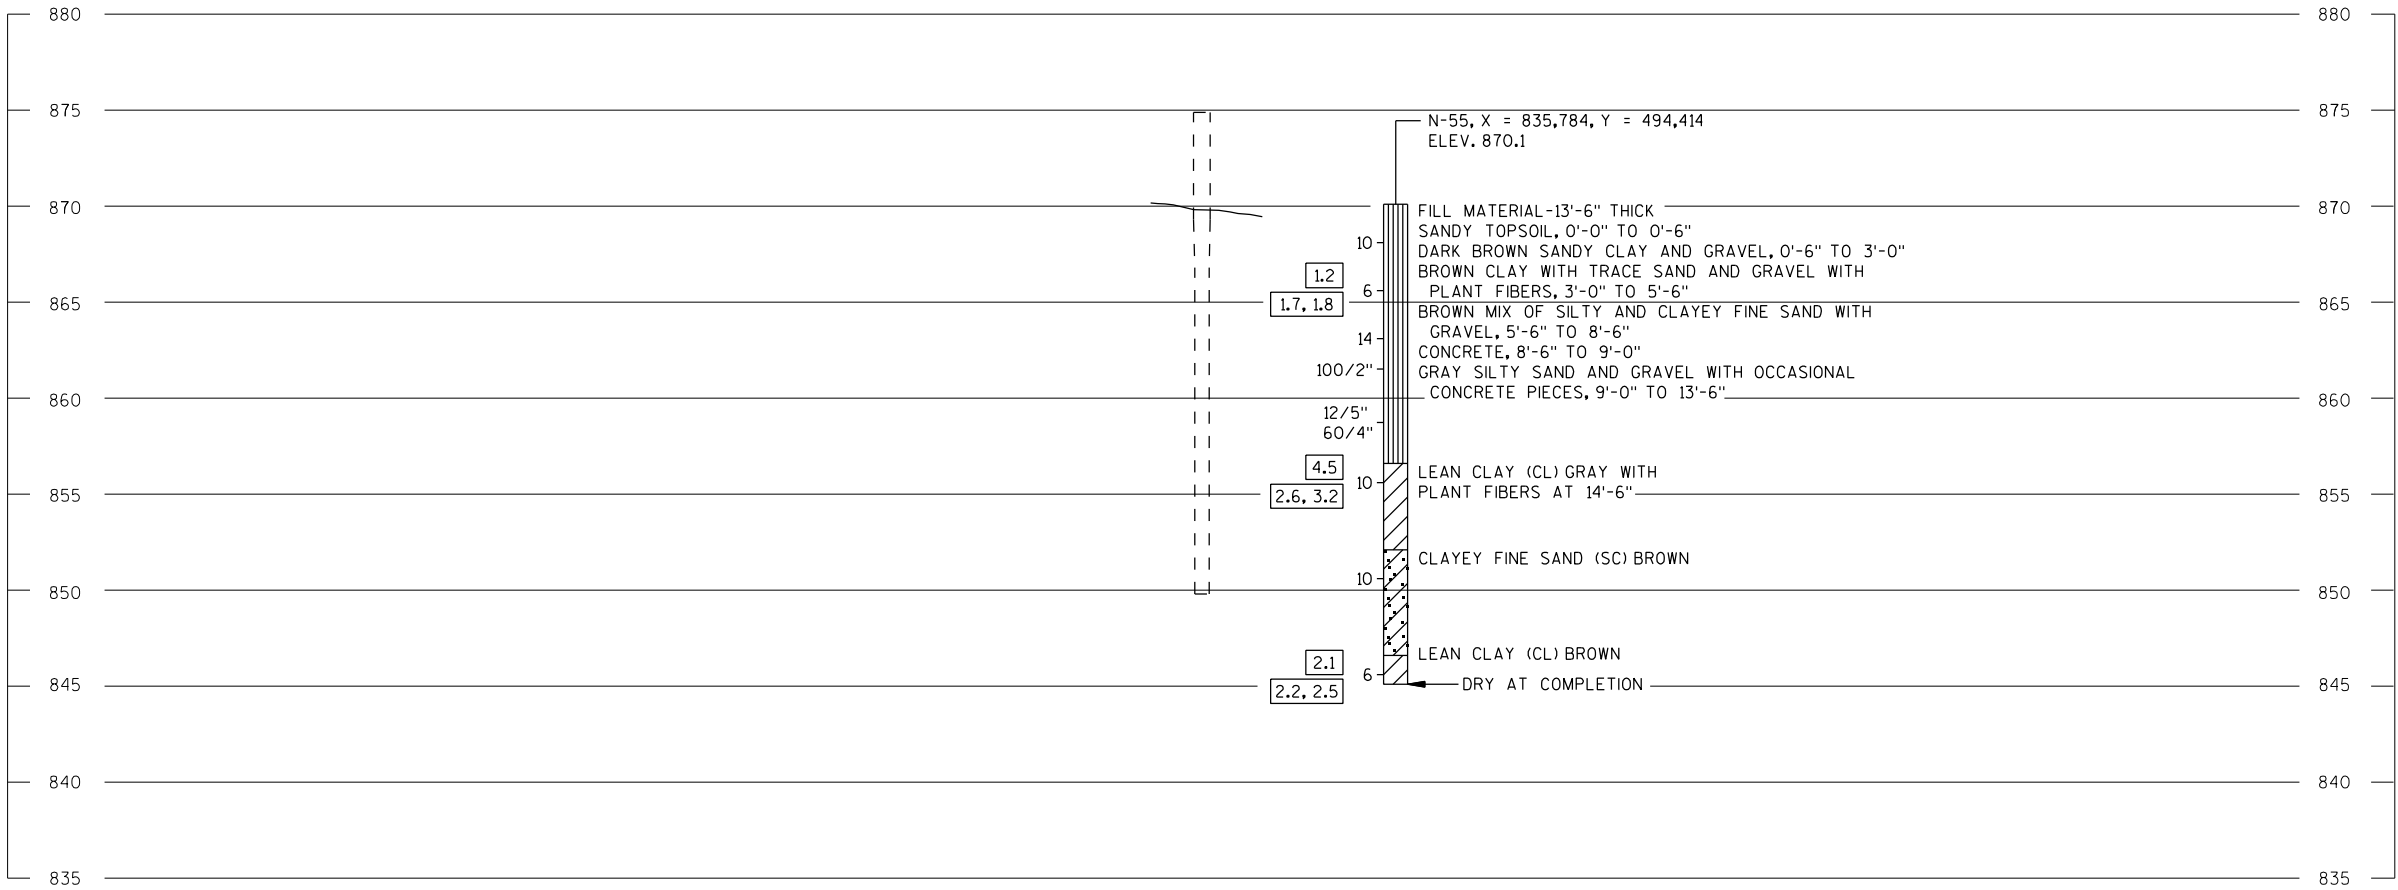 880 880
875 875
N-55, X = 835,784, Y = 494,414
ELEV. 870.1
870 870
FILL MATERIAL-13'-6" THICK
SANDY TOPSOIL, 0'-0" TO 0'-6"
10
DARK BROWN SANDY CLAY AND GRAVEL, 0'-6" TO 3'-0"
1.2
BROWN CLAY WITH TRACE SAND AND GRAVEL WITH
6
PLANT FIBERS, 3'-0" TO 5'-6"
865 1.7, 1.8 865
BROWN MIX OF SILTY AND CLAYEY FINE SAND WITH
GRAVEL, 5'-6" TO 8'-6"
14
CONCRETE, 8'-6" TO 9'-0"
100/2"
GRAY SILTY SAND AND GRAVEL WITH OCCASIONAL
CONCRETE PIECES, 9'-0" TO 13'-6"
860 860
12/5"
60/4"
4.5
LEAN CLAY (CL) GRAY WITH
10
PLANT FIBERS AT 14'-6"
855 2.6, 3.2 855
CLAYEY FINE SAND (SC) BROWN
10
850 850
LEAN CLAY (CL) BROWN
2.1
6
DRY AT COMPLETION
845 2.2, 2.5 845
840 840
835 835